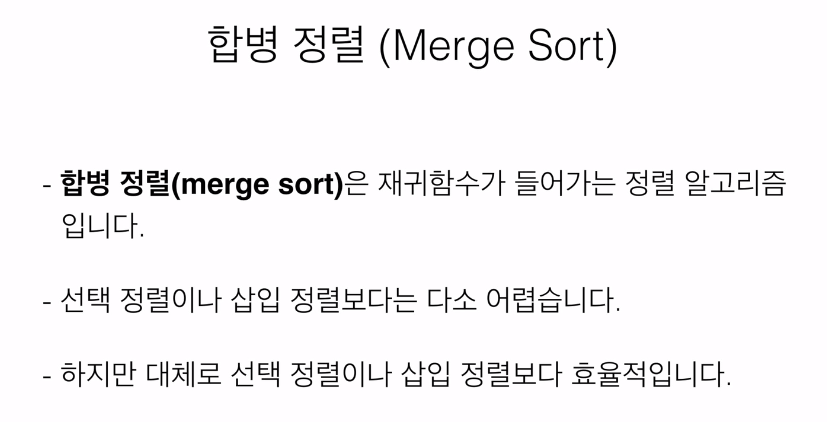 합병 정렬 (Merge Sort)
- 합병 정렬(merge sort)은 재귀함수가 들어가는 정렬 알고리즘
입니다.
- 선택 정렬이나 삽입 정렬보다는 다소 어렵습니다.
- 하지만 대체로 선택 정렬이나 삽입 정렬보다 효율적입니다.